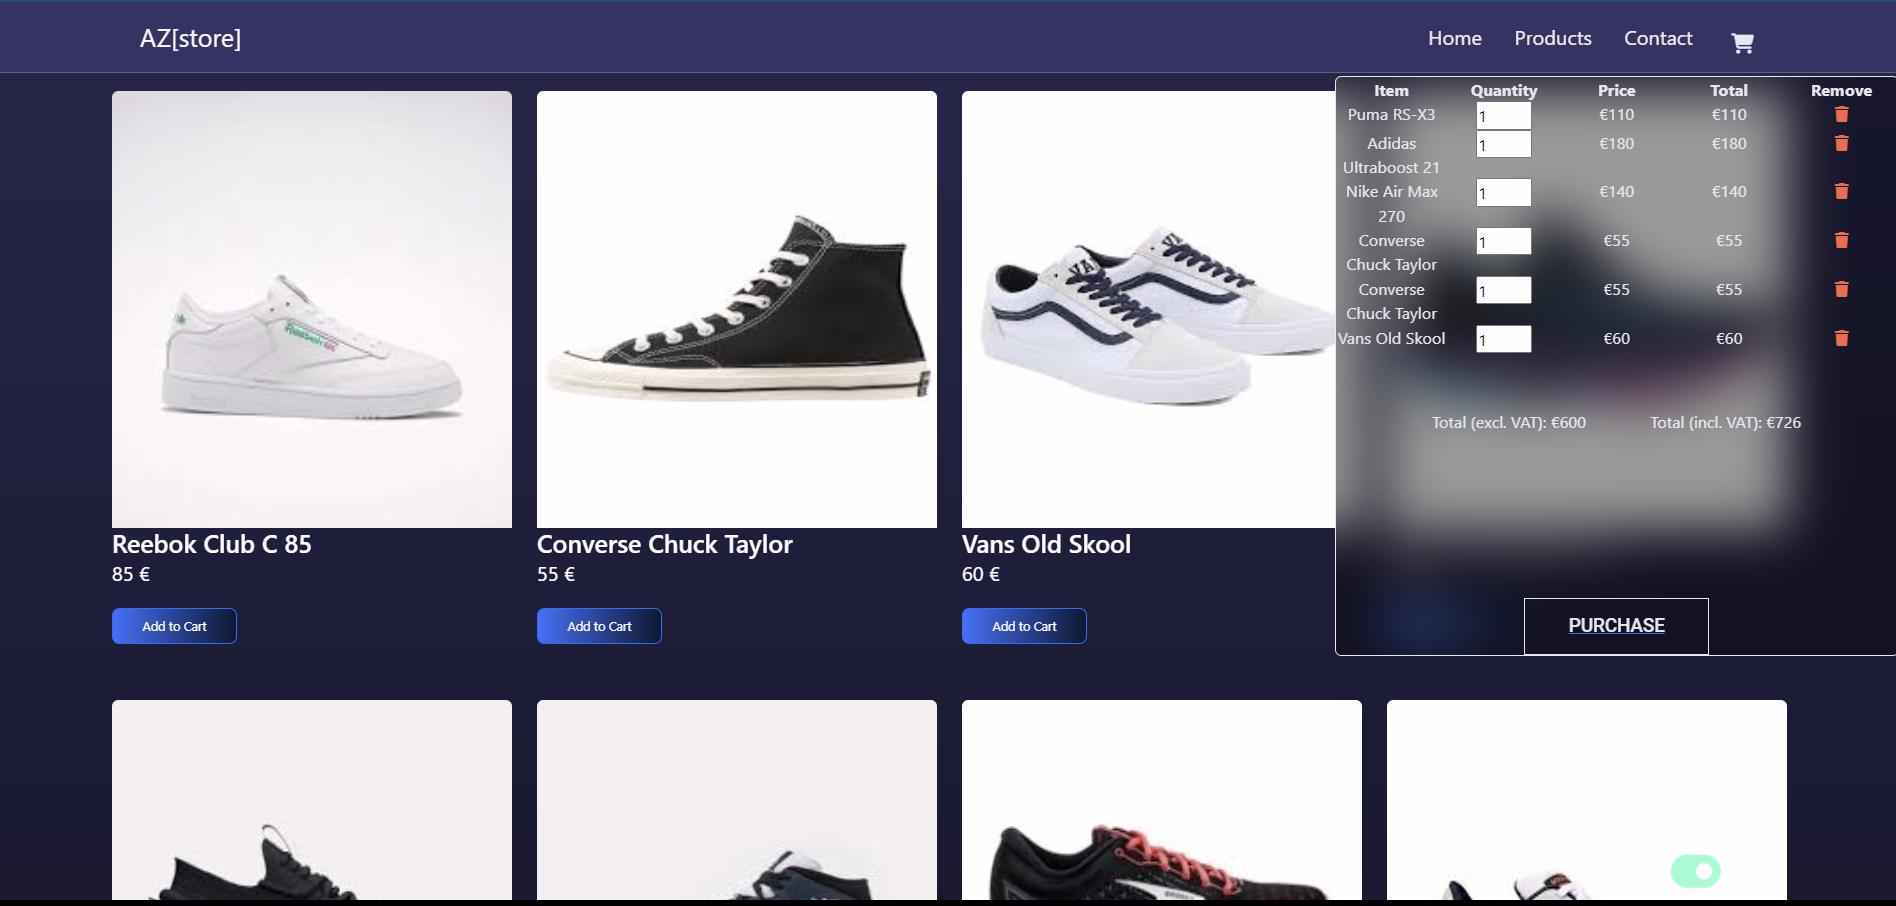 AZ[store]
Home Products Contact
Item Quantity Price Total Remove
Puma RS-X3 1 €110 €110
Adidas 1 €180 €180
Ultraboost 21
Nike Air Max 1 €140 €140
270
Converse 1 €55 €55
Chuck Taylor
Converse 1 €55 €55
Chuck Taylor
Vans Old Skool 1 €60 €60
Total (excl. VAT): €600 Total (incl. VAT): €726
PURCHASE
Reebok Club C 85
85 €
Add to Cart
Converse Chuck Taylor
55 €
Add to Cart
Vans Old Skool
60 €
Add to Cart